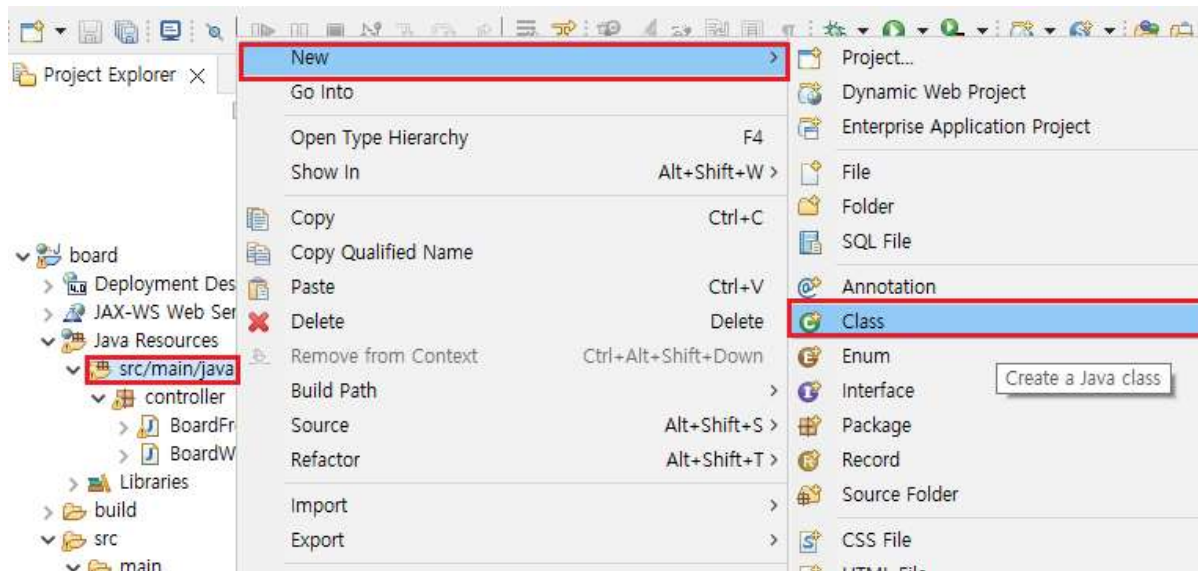 Project Explorer
board
Deployment Des
JAX-WS Web Ser
Java Resources
src/main/java
controller
BoardFr
BoardW
Libraries
build
src
main
New
Go Into
Open Type Hierarchy F4
Show In Alt+Shift+W >
Copy Ctrl+C
Copy Qualified Name
Paste Ctrl+V
Delete Delete
Remove from Context Ctrl+Alt+Shift+Down
Build Path
Source Alt+Shift+S >
Refactor Alt+Shift+T >
Import
Export
Project...
Dynamic Web Project
Enterprise Application Project
File
Folder
SQL File
Annotation
Class
Enum
Create a Java class
Interface
Package
Record
Source Folder
CSS File
HTML File